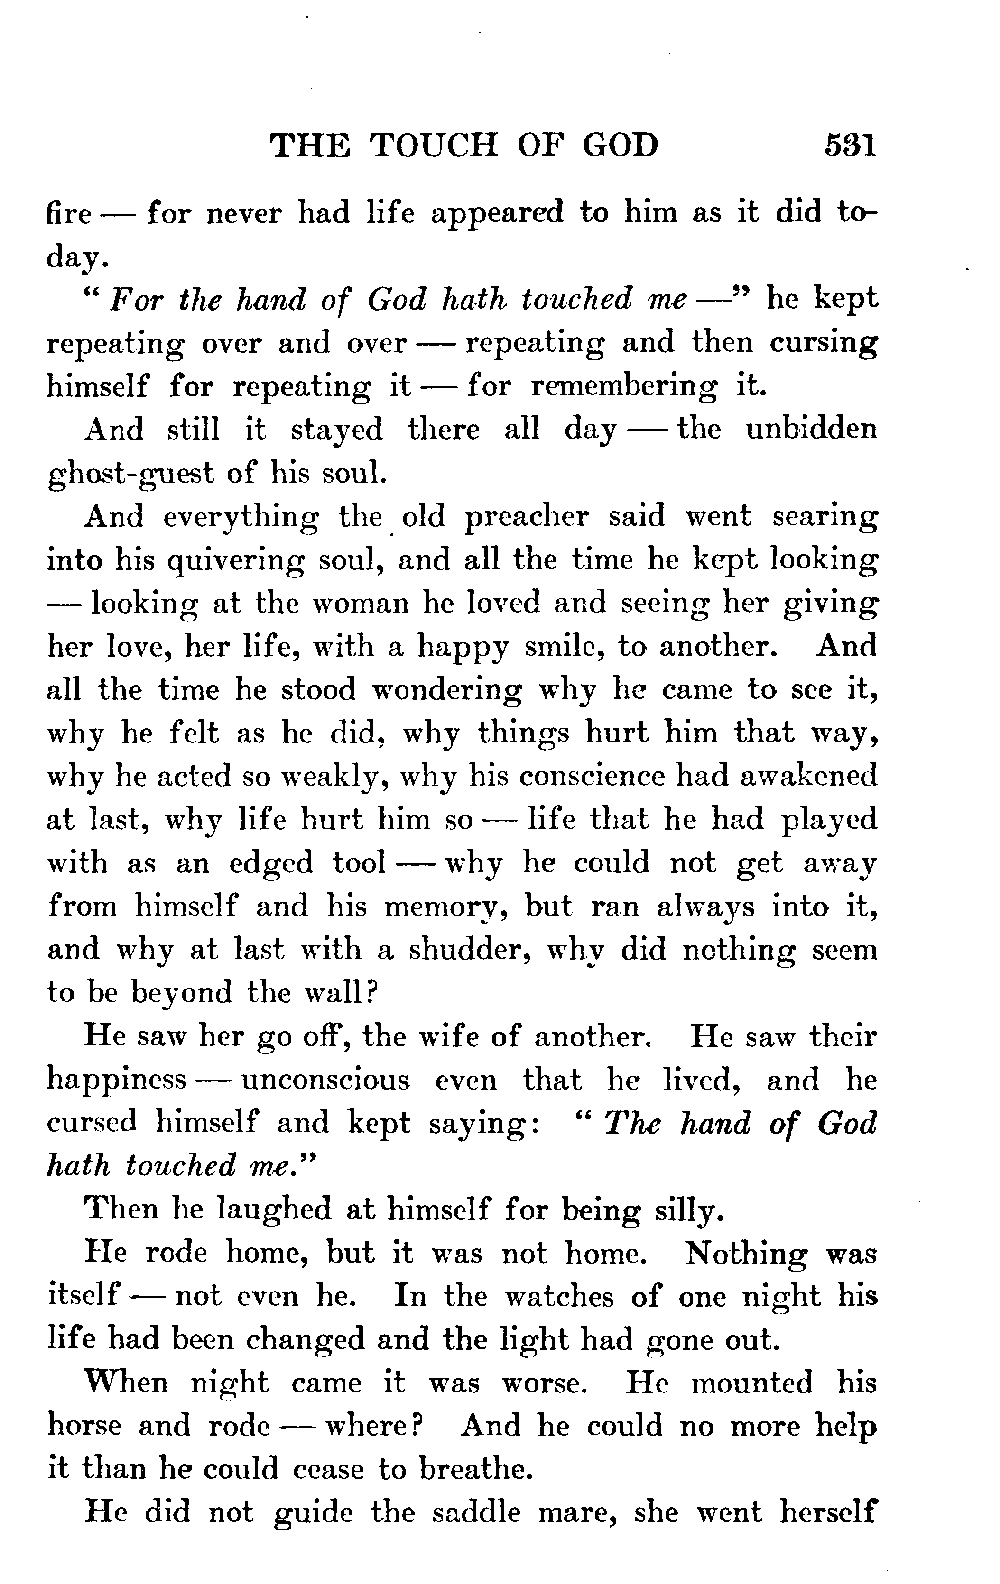 THE TOUCH OF GOD 531
fire — for never had life appeared to him as it did to-
day.
“ For the hand of God hath touched me —” he kept
repeating over and over — repeating and then cursing
himself for repeating it — for remembering it.
And still it stayed there all day — the unbidden
ghost-guest of his soul.
And everything the old preacher said went searing
into his quivering soul, and all the time he kept looking
— looking at the woman he loved and seeing her giving
her love, her life, with a happy smile, to another. And
all the time he stood wondering why he came to see it,
why he felt as he did, why things hurt him that way,
why he acted so weakly, why his conscience had awakened
at last, why life hurt him so — life that he had played
with as an edged tool — why he could not get away
from himself and his memory, but ran always into it,
and why at last with a shudder, why did nothing seem
to be beyond the wall?
He saw her go off, the wife of another. He saw their
happiness — unconscious even that he lived, and he
cursed himself and kept saying: “ The hand of God
hath touched me.”
Then he laughed at himself for being silly.
He rode home, but it was not home. Nothing was
itself — not even he. In the watches of one night his
life had been changed and the light had gone out.
When night came it was worse. He mounted his
horse and rode — where? And he could no more help
it than he could cease to breathe.
He did not guide the saddle mare, she went herself